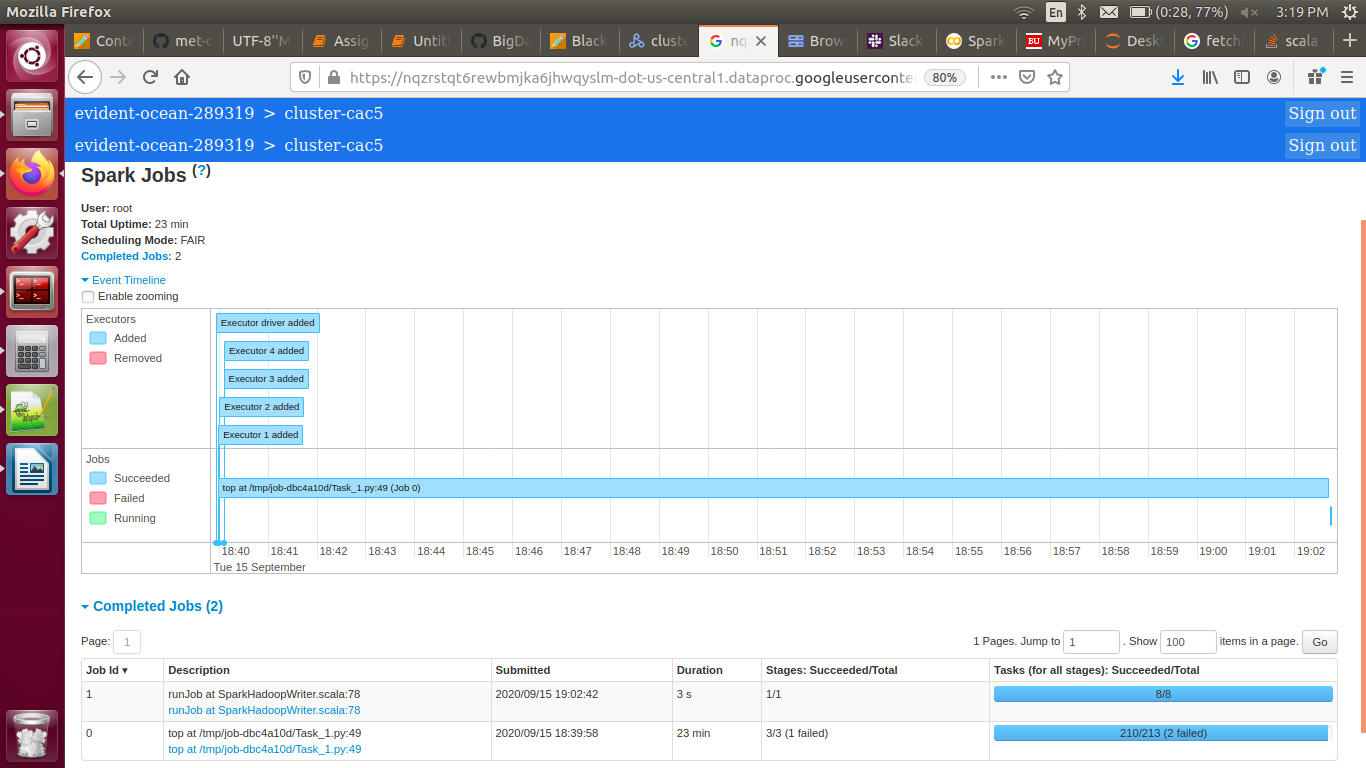 Mozilla Firefox
En (0:28, 77%) 3:19 PM
Conte met-c UTF-8''M Assig Untitl BigDa Black cluste nq. Brow Slack Spark MyPri Desk fetchf scala
https://nqzrstqt6rewbmjka6jhwqyslm-dot-us-central1.dataproc.googleuserconte 80%
evident-ocean-289319 > cluster-cac5 Sign out
evident-ocean-289319 > cluster-cac5 Sign out
Spark Jobs (?)
User: root
Total Uptime: 23 min
Scheduling Mode: FAIR
Completed Jobs: 2
Event Timeline
Enable zooming
Executors
Added
Removed
Executor driver added
Executor 4 added
Executor 3 added
Executor 2 added
Executor 1 added
Jobs
Succeeded
Failed
Running
top at /tmp/job-dbc4a10d/Task_1.py:49 (Job 0)
18:40 18:41 18:42 18:43 18:44 18:45 18:46 18:47 18:48 18:49 18:50 18:51 18:52 18:53 18:54 18:55 18:56 18:57 18:58 18:59 19:00 19:01 19:02
Tue 15 September
Completed Jobs (2)
Page: 1 1 Pages. Jump to 1 . Show 100 items in a page. Go
Job Id ▾ Description Submitted Duration Stages: Succeeded/Total Tasks (for all stages): Succeeded/Total
1 runJob at SparkHadoopWriter.scala:78 2020/09/15 19:02:42 3 s 1/1 8/8
runJob at SparkHadoopWriter.scala:78
0 top at /tmp/job-dbc4a10d/Task_1.py:49 2020/09/15 18:39:58 23 min 3/3 (1 failed) 210/213 (2 failed)
top at /tmp/job-dbc4a10d/Task_1.py:49